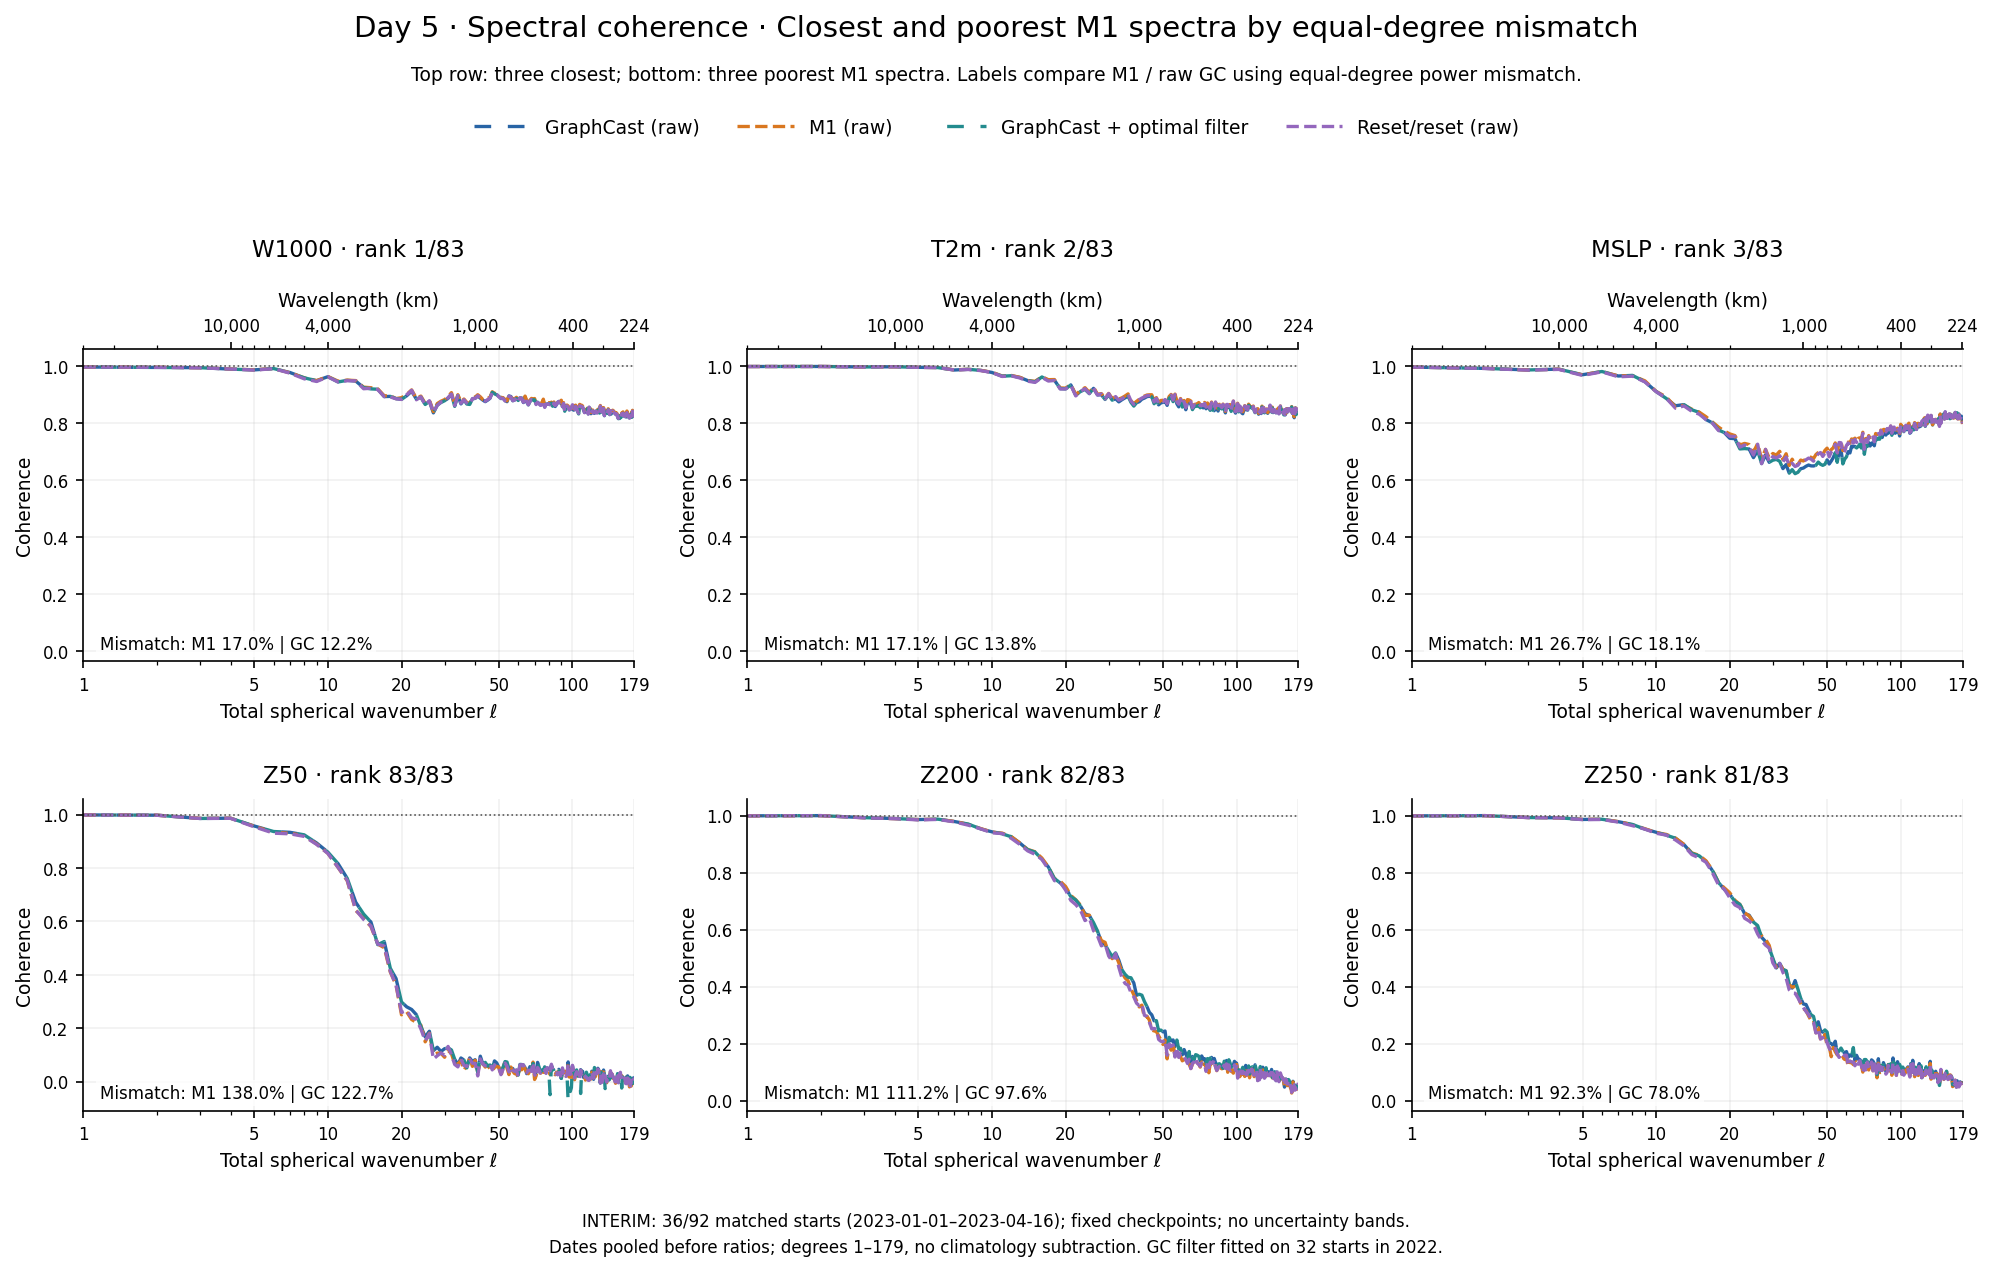 Day 5 · Spectral coherence · Closest and poorest M1 spectra by equal-degree mismatch
Top row: three closest; bottom: three poorest M1 spectra. Labels compare M1 / raw GC using equal-degree power mismatch.
GraphCast (raw) M1 (raw) GraphCast + optimal filter Reset/reset (raw)
W1000 · rank 1/83 T2m · rank 2/83 MSLP · rank 3/83
Wavelength (km) Wavelength (km) Wavelength (km)
10,000 4,000 1,000 400 224 10,000 4,000 1,000 400 224 10,000 4,000 1,000 400 224
1.0 1.0 1.0
0.8 0.8 0.8
0.6 0.6 0.6
Coherence Coherence Coherence
0.4 0.4 0.4
0.2 0.2 0.2
Mismatch: M1 17.0% | GC 12.2% Mismatch: M1 17.1% | GC 13.8% Mismatch: M1 26.7% | GC 18.1%
0.0 0.0 0.0
1 5 10 20 50 100 179 1 5 10 20 50 100 179 1 5 10 20 50 100 179
Total spherical wavenumber ℓ Total spherical wavenumber ℓ Total spherical wavenumber ℓ
Z50 · rank 83/83 Z200 · rank 82/83 Z250 · rank 81/83
1.0 1.0 1.0
0.8 0.8 0.8
0.6 0.6 0.6
Coherence Coherence Coherence
0.4 0.4 0.4
0.2 0.2 0.2
0.0 0.0 0.0
Mismatch: M1 138.0% | GC 122.7% Mismatch: M1 111.2% | GC 97.6% Mismatch: M1 92.3% | GC 78.0%
1 5 10 20 50 100 179 1 5 10 20 50 100 179 1 5 10 20 50 100 179
Total spherical wavenumber ℓ Total spherical wavenumber ℓ Total spherical wavenumber ℓ
INTERIM: 36/92 matched starts (2023-01-01–2023-04-16); fixed checkpoints; no uncertainty bands.
Dates pooled before ratios; degrees 1–179, no climatology subtraction. GC filter fitted on 32 starts in 2022.